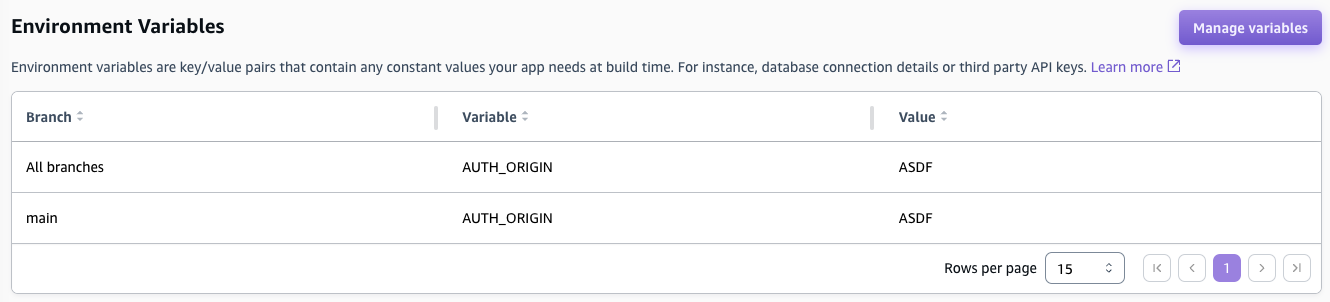 Environment Variables
Manage variables
Environment variables are key/value pairs that contain any constant values your app needs at build time. For instance, database connection details or third party API keys. Learn more
Branch Variable Value
All branches AUTH_ORIGIN ASDF
main AUTH_ORIGIN ASDF
Rows per page 15 1